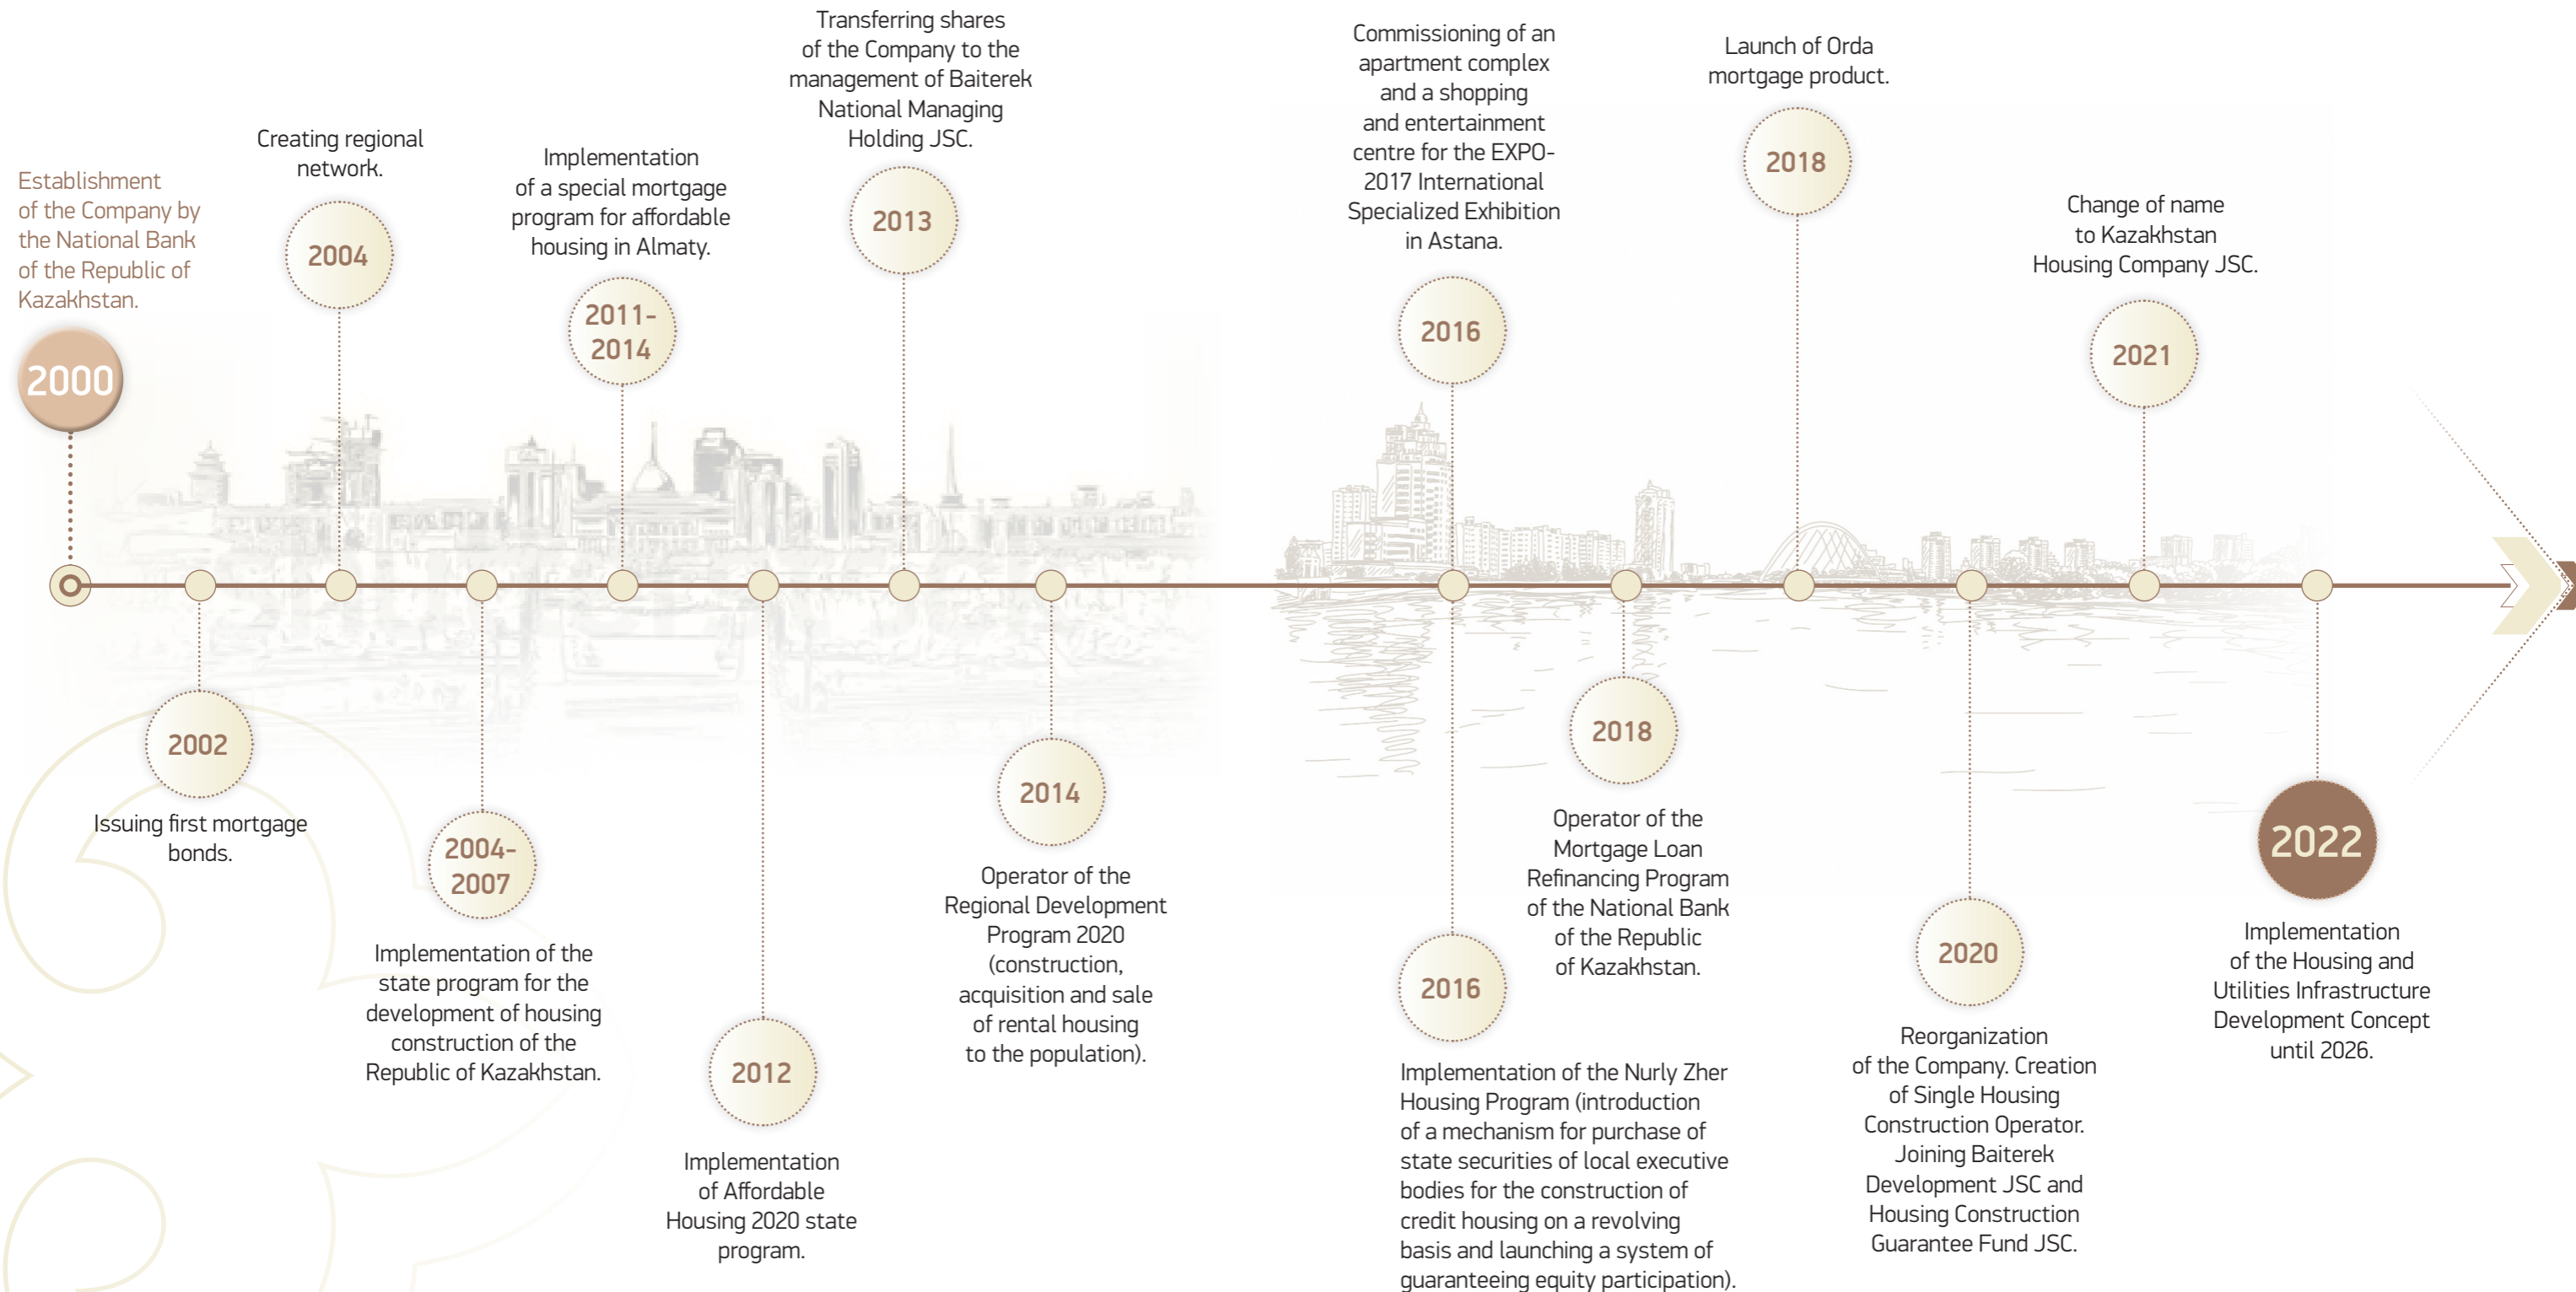 Establishment
of the Company by
the National Bank
of the Republic of
Kazakhstan.
2000
2002
Issuing first mortgage
bonds.
Creating regional
network.
2004
2004-
2007
Implementation of the
state program for the
development of housing
construction of the
Republic of Kazakhstan.
Implementation
of a special mortgage
program for affordable
housing in Almaty.
2011-
2014
2012
Implementation
of Affordable
Housing 2020 state
program.
Transferring shares
of the Company to the
management of Baiterek
National Managing
Holding JSC.
2013
2014
Operator of the
Regional Development
Program 2020
(construction,
acquisition and sale
of rental housing
to the population).
Commissioning of an
apartment complex
and a shopping
and entertainment
centre for the EXPO-
2017 International
Specialized Exhibition
in Astana.
2016
2016
Implementation of the Nurly Zher
Housing Program (introduction
of a mechanism for purchase of
state securities of local executive
bodies for the construction of
credit housing on a revolving
basis and launching a system of
guaranteeing equity participation).
2018
Operator of the
Mortgage Loan
Refinancing Program
of the National Bank
of the Republic
of Kazakhstan.
Launch of Orda
mortgage product.
2018
2020
Reorganization
of the Company. Creation
of Single Housing
Construction Operator.
Joining Baiterek
Development JSC and
Housing Construction
Guarantee Fund JSC.
Change of name
to Kazakhstan
Housing Company JSC.
2021
2022
Implementation
of the Housing and
Utilities Infrastructure
Development Concept
until 2026.